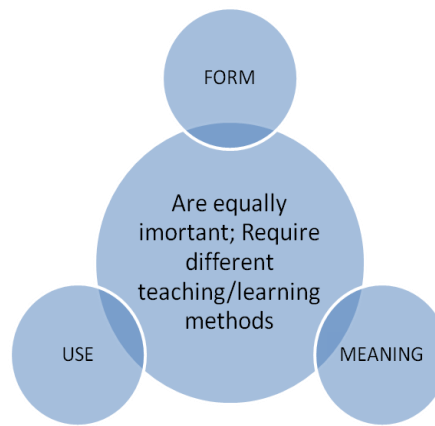 FORM
Are equally
imortant; Require
different
teaching/learning
methods
USE
MEANING